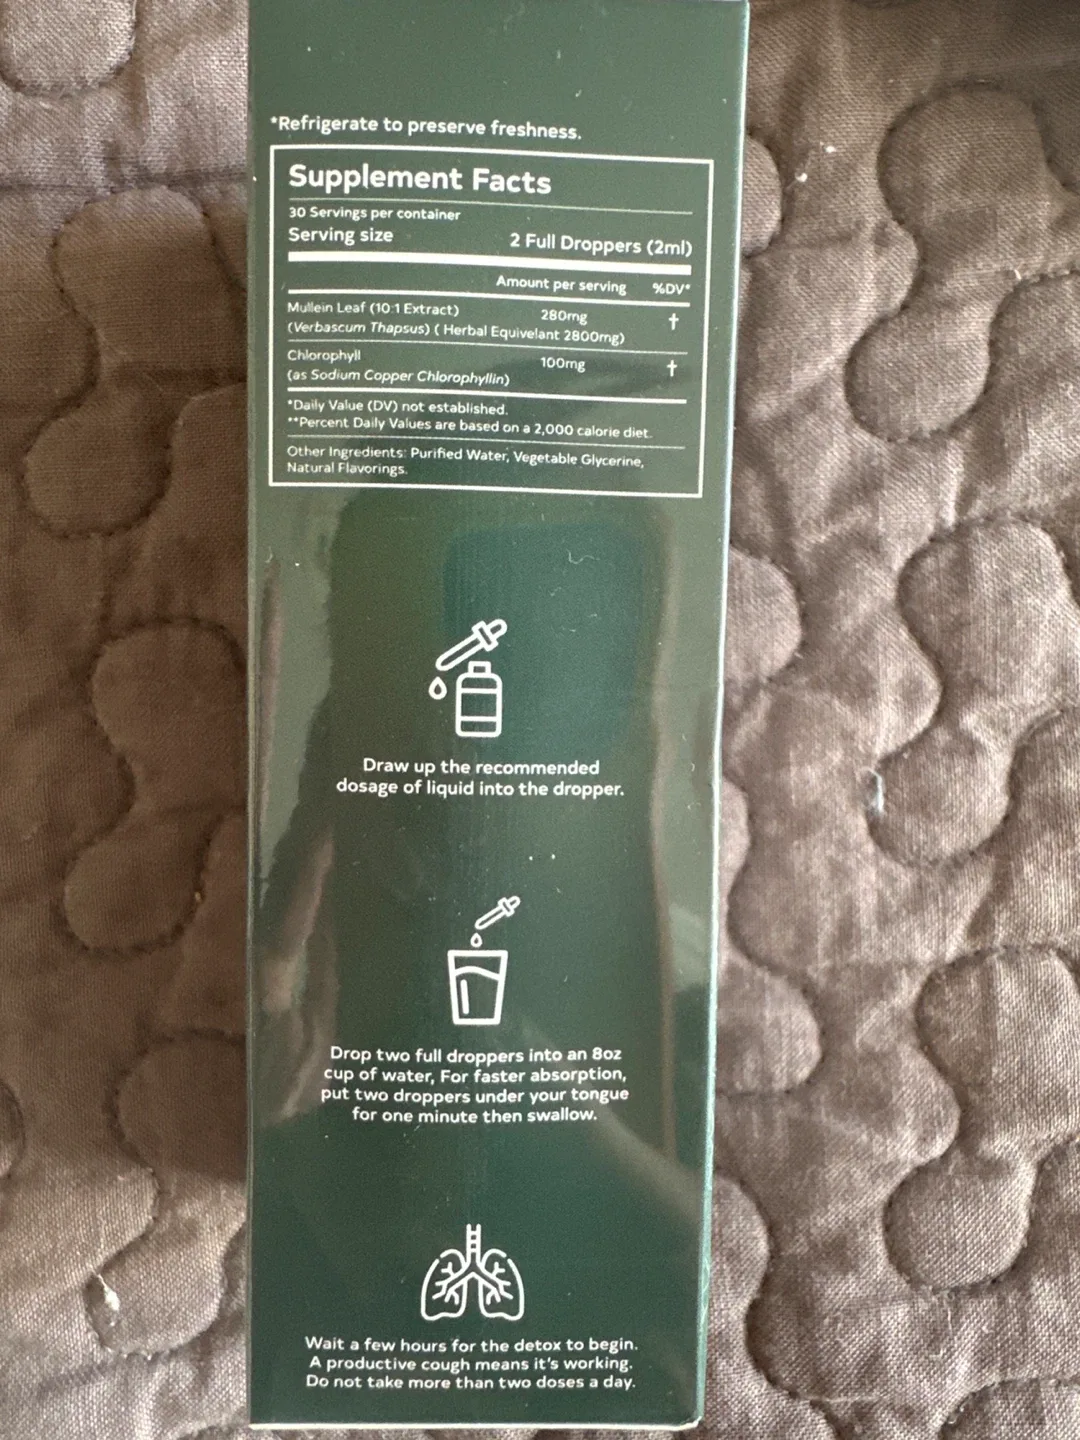 *Refrigerate to preserve freshness.
Supplement Facts
30 Servings per container
Serving size 2 Full Droppers (2ml)
Amount per serving %DV*
Mullein Leaf (10:1 Extract) 280mg †
(Verbascum Thapsus) ( Herbal Equivelant 2800mg)
Chlorophyll 100mg †
(as Sodium Copper Chlorophyllin)
*Daily Value (DV) not established.
**Percent Daily Values are based on a 2,000 calorie diet.
Other Ingredients: Purified Water, Vegetable Glycerine,
Natural Flavorings.
Draw up the recommended
dosage of liquid into the dropper.
Drop two full droppers into an 8oz
cup of water, For faster absorption,
put two droppers under your tongue
for one minute then swallow.
Wait a few hours for the detox to begin.
A productive cough means it's working.
Do not take more than two doses a day.